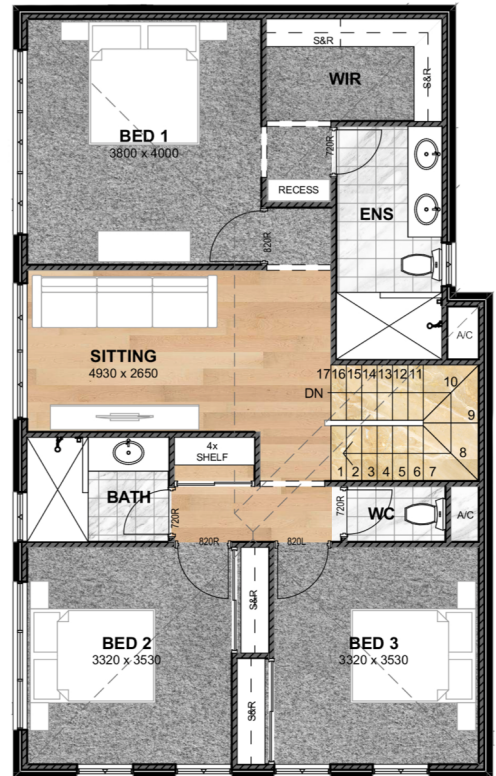 S&R
S&R
WIR
BED 1
3800 x 4000
720R
RECESS
ENS
820R
A/C
SITTING
4930 x 2650
17 16 15 14 13 12 11
10
DN
9
8
4x
SHELF
1 2 3 4 5 6 7
BATH
720R
720R
WC
A/C
820R
820L
S&R
BED 2
3320 x 3530
BED 3
3320 x 3530
S&R